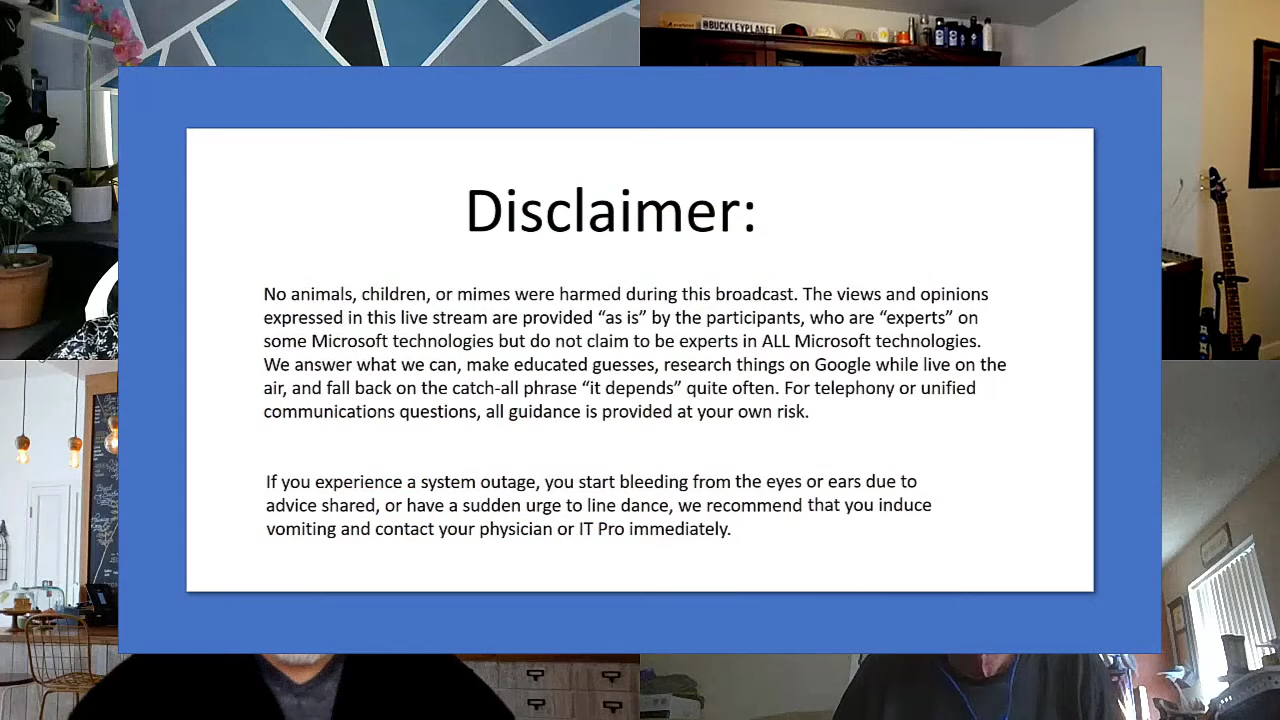 #BUCKLEYPLANET
Disclaimer:
No animals, children, or mimes were harmed during this broadcast. The views and opinions
expressed in this live stream are provided “as is” by the participants, who are “experts” on
some Microsoft technologies but do not claim to be experts in ALL Microsoft technologies.
We answer what we can, make educated guesses, research things on Google while live on the
air, and fall back on the catch-all phrase “it depends” quite often. For telephony or unified
communications questions, all guidance is provided at your own risk.
If you experience a system outage, you start bleeding from the eyes or ears due to
advice shared, or have a sudden urge to line dance, we recommend that you induce
vomiting and contact your physician or IT Pro immediately.